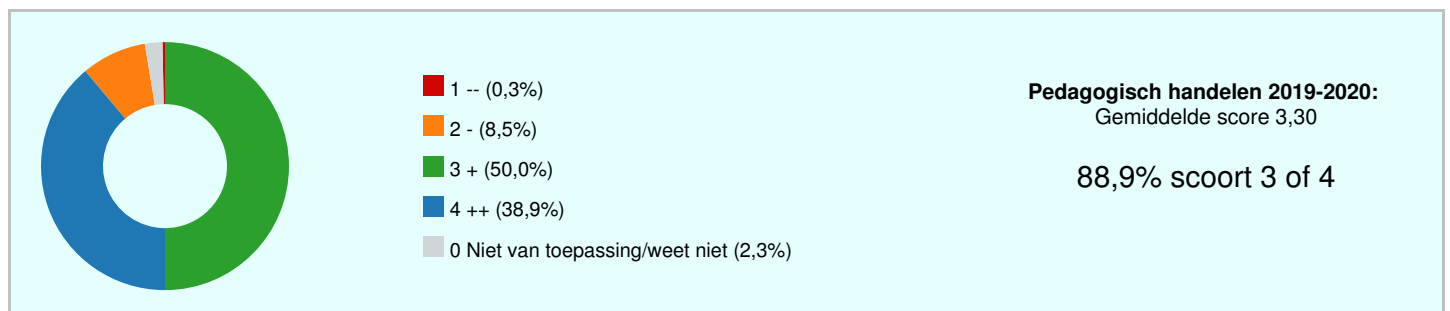 1 -- (0,3%)
2 - (8,5%)
3 + (50,0%)
4 ++ (38,9%)
0 Niet van toepassing/weet niet (2,3%)
Pedagogisch handelen 2019-2020:
Gemiddelde score 3,30
88,9% scoort 3 of 4